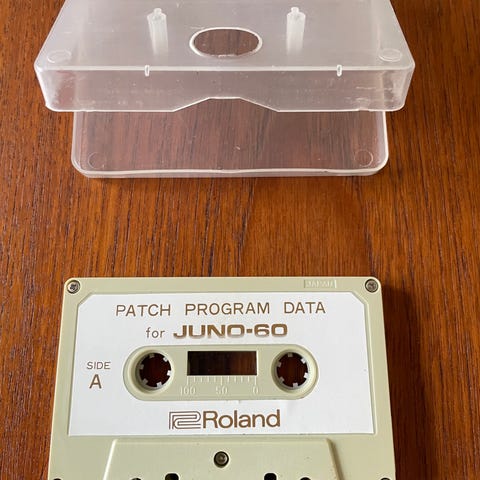 JAPAN
PATCH PROGRAM DATA
for JUNO-60
SIDE
A
100 50 0
Roland